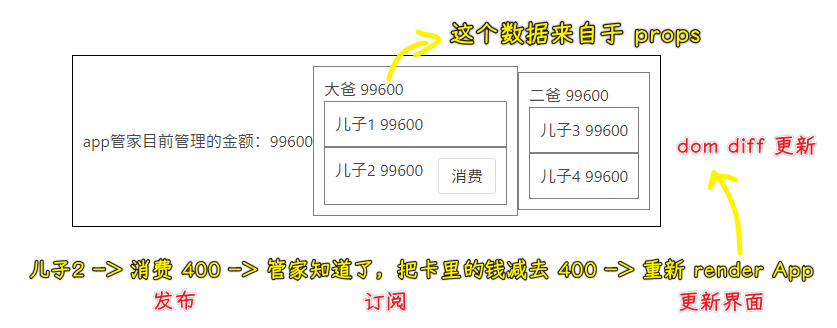 这个数据来自于 props
大爸 99600
二爸 99600
儿子1 99600
儿子3 99600
app管家目前管理的金额：99600
dom diff 更新
儿子2 99600
消费
儿子4 99600
儿子2 -> 消费 400 -> 管家知道了，把卡里的钱减去 400 -> 重新 render App
发布
订阅
更新界面